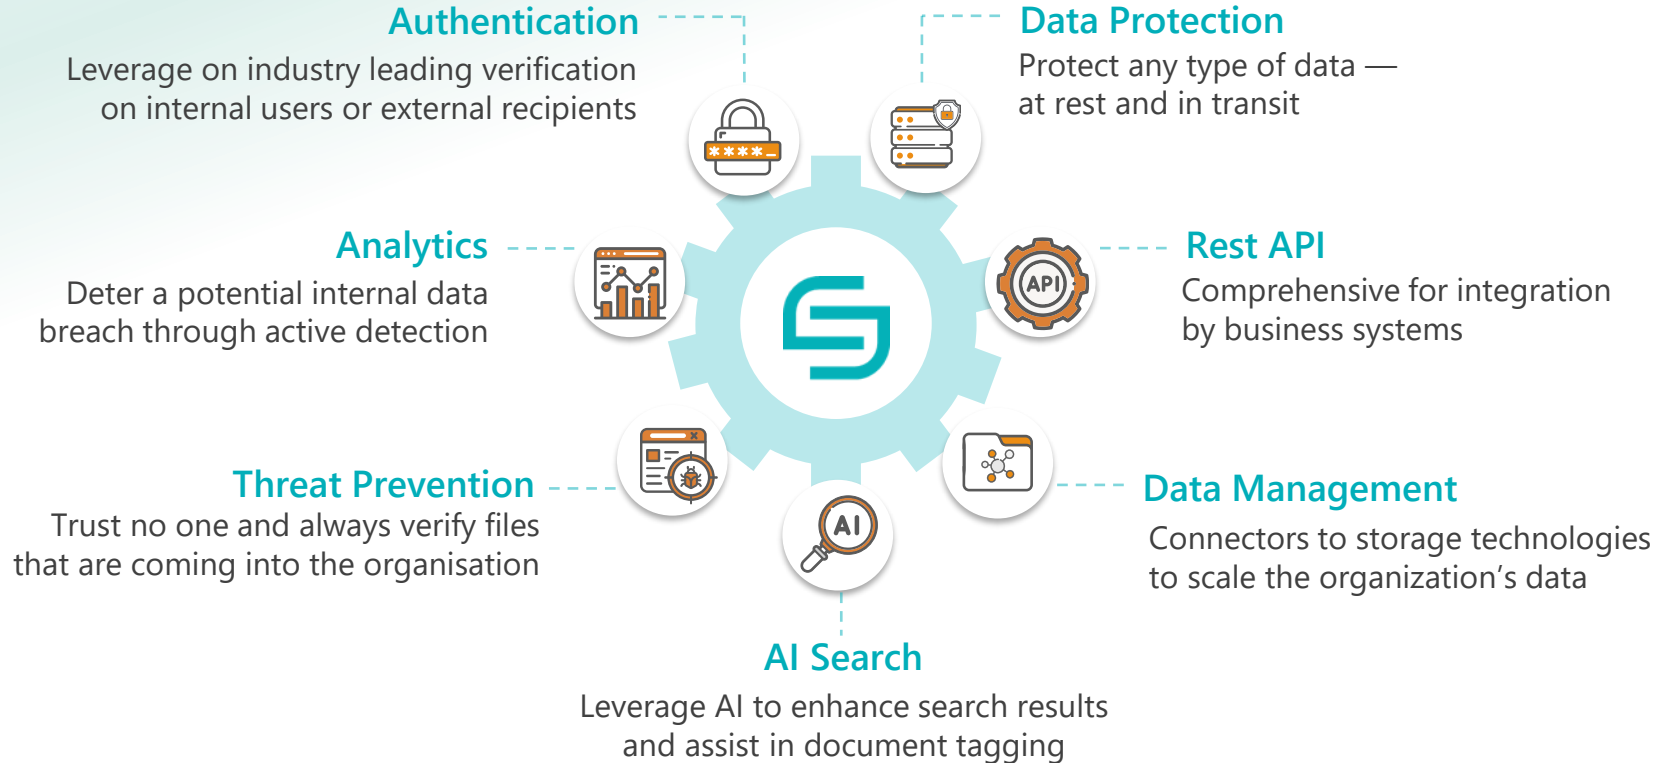 Authentication
Leverage on industry leading verification
on internal users or external recipients
Data Protection
Protect any type of data —
at rest and in transit
****_
Analytics
Deter a potential internal data
breach through active detection
Rest API
Comprehensive for integration
by business systems
API
Threat Prevention
Trust no one and always verify files
that are coming into the organisation
Data Management
Connectors to storage technologies
to scale the organization’s data
AI
AI Search
Leverage AI to enhance search results
and assist in document tagging